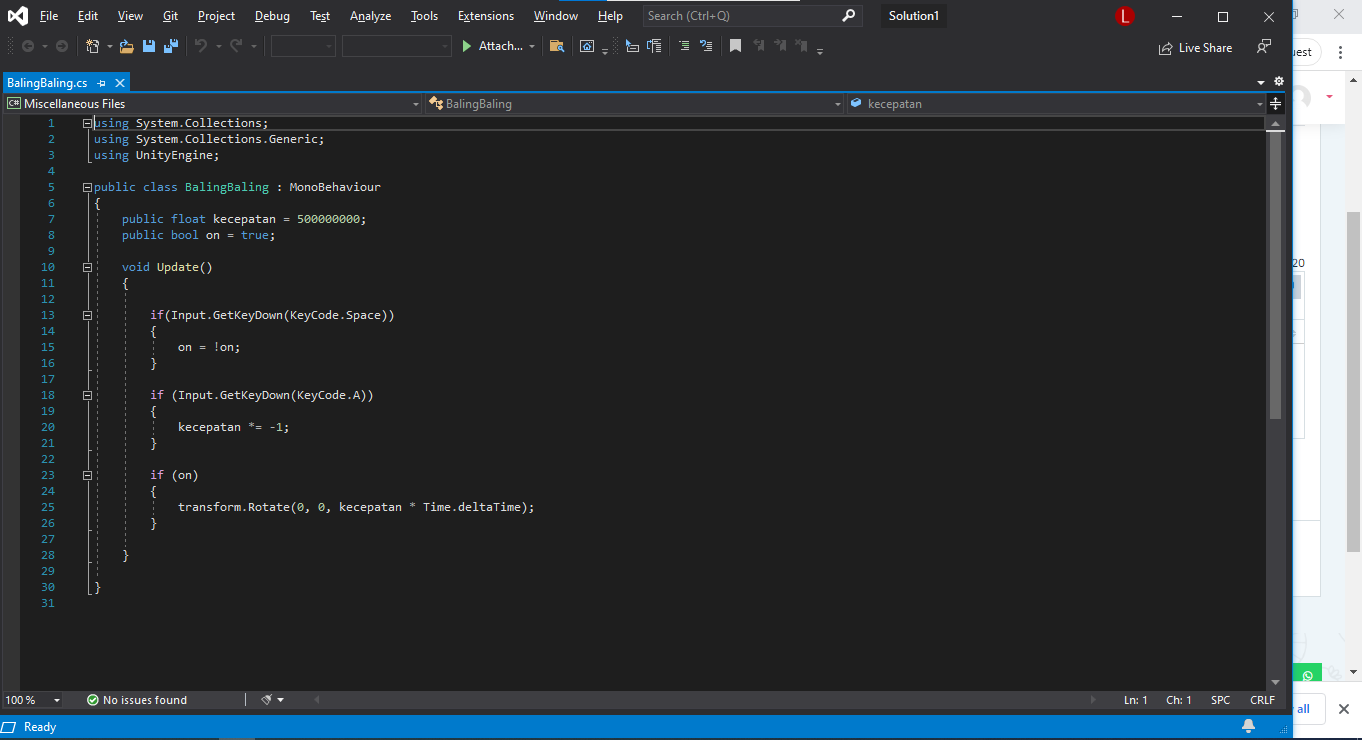 File Edit View Git Project Debug Test Analyze Tools Extensions Window Help Search (Ctrl+Q) Solution1 L
Attach... Live Share
BalingBaling.cs
C# Miscellaneous Files BalingBaling kecepatan
1 using System.Collections;
2 using System.Collections.Generic;
3 using UnityEngine;
4
5 public class BalingBaling : MonoBehaviour
6 {
7 public float kecepatan = 500000000;
8 public bool on = true;
9
10 void Update()
11 {
12
13 if(Input.GetKeyDown(KeyCode.Space))
14 {
15 on = !on;
16 }
17
18 if (Input.GetKeyDown(KeyCode.A))
19 {
20 kecepatan *= -1;
21 }
22
23 if (on)
24 {
25 transform.Rotate(0, 0, kecepatan * Time.deltaTime);
26 }
27
28 }
29
30 }
31
100 % No issues found Ln: 1 Ch: 1 SPC CRLF
Ready
20
all